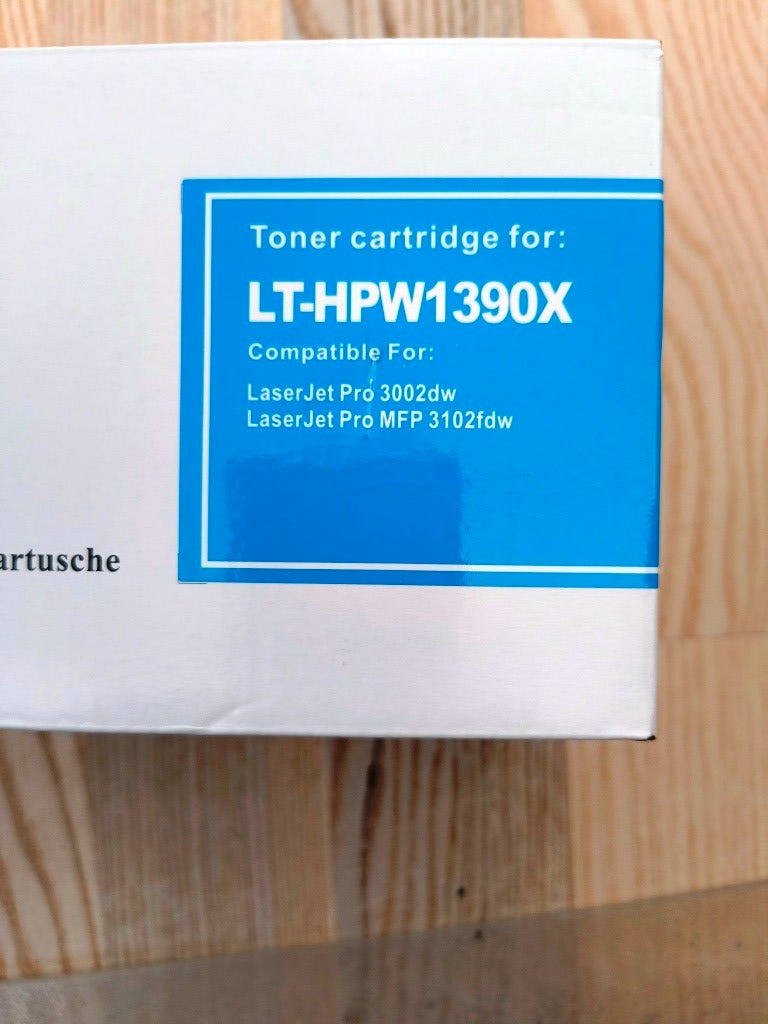 Toner cartridge for:
LT-HPW1390X
Compatible For:
LaserJet Pro 3002dw
LaserJet Pro MFP 3102fdw
artusche